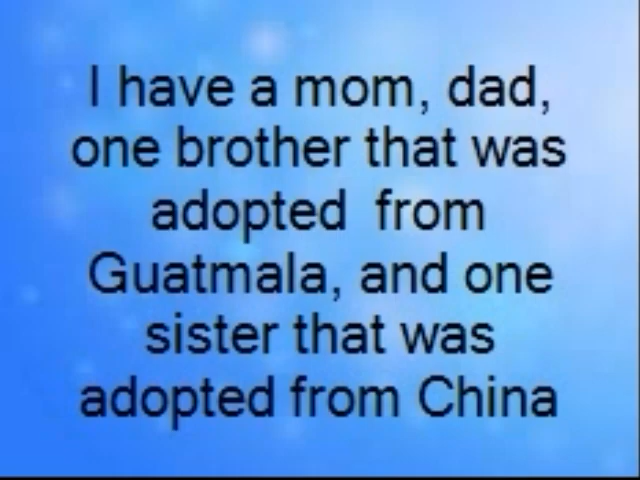 I have a mom, dad,
one brother that was
adopted from
Guatmala, and one
sister that was
adopted from China